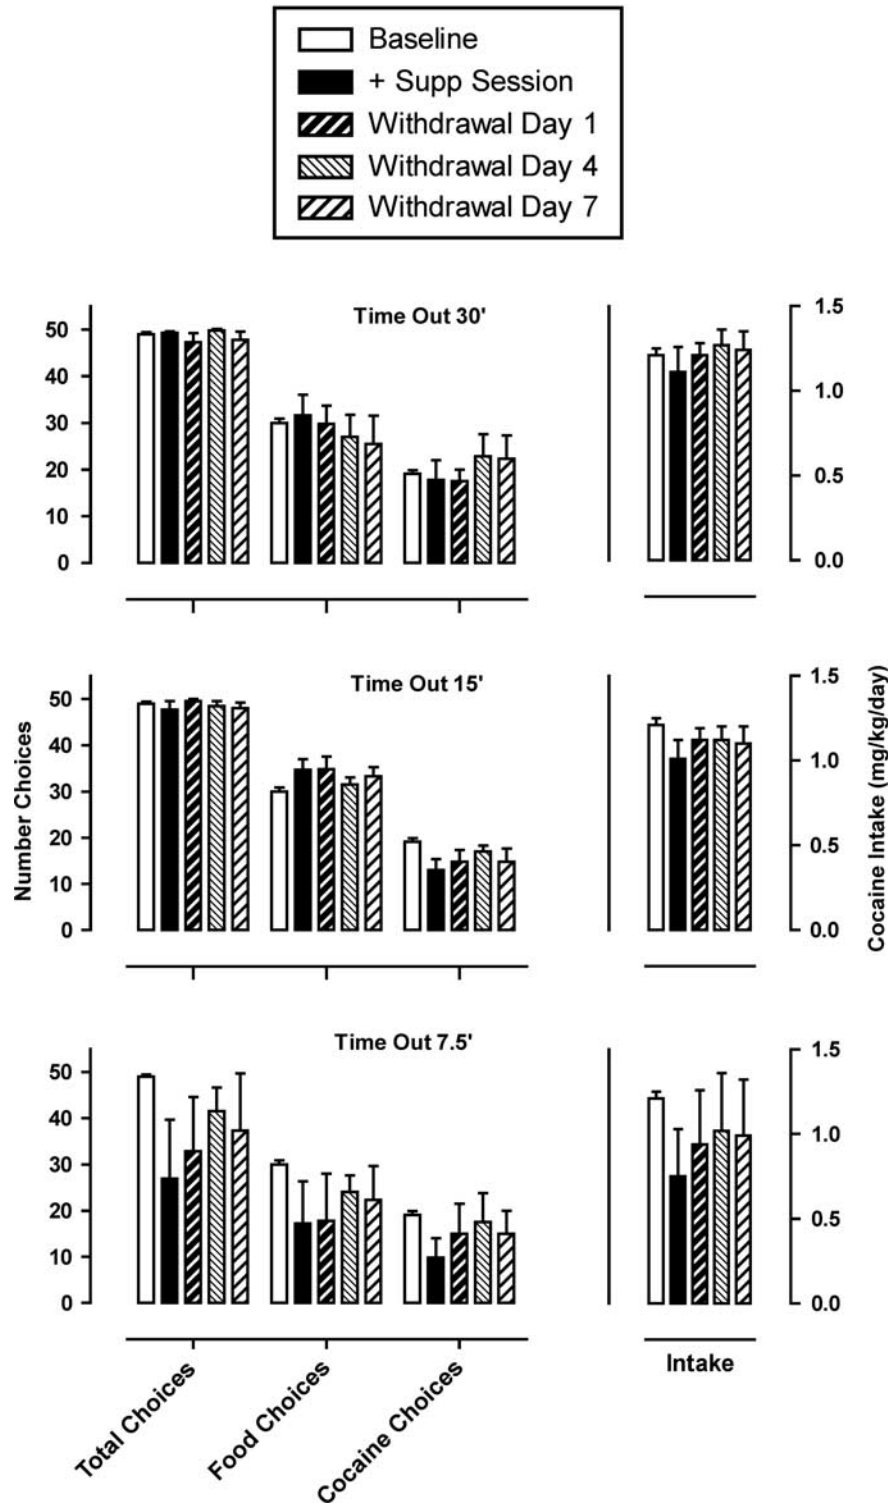 Baseline
+ Supp Session
Withdrawal Day 1
Withdrawal Day 4
Withdrawal Day 7
Time Out 30'
50
40
30
20
10
0
1.5
1.0
0.5
0.0
Time Out 15'
50
40
30
20
10
0
1.5
1.0
0.5
0.0
Number Choices
Cocaine Intake (mg/kg/day)
Time Out 7.5'
50
40
30
20
10
0
1.5
1.0
0.5
0.0
Total Choices
Food Choices
Cocaine Choices
Intake